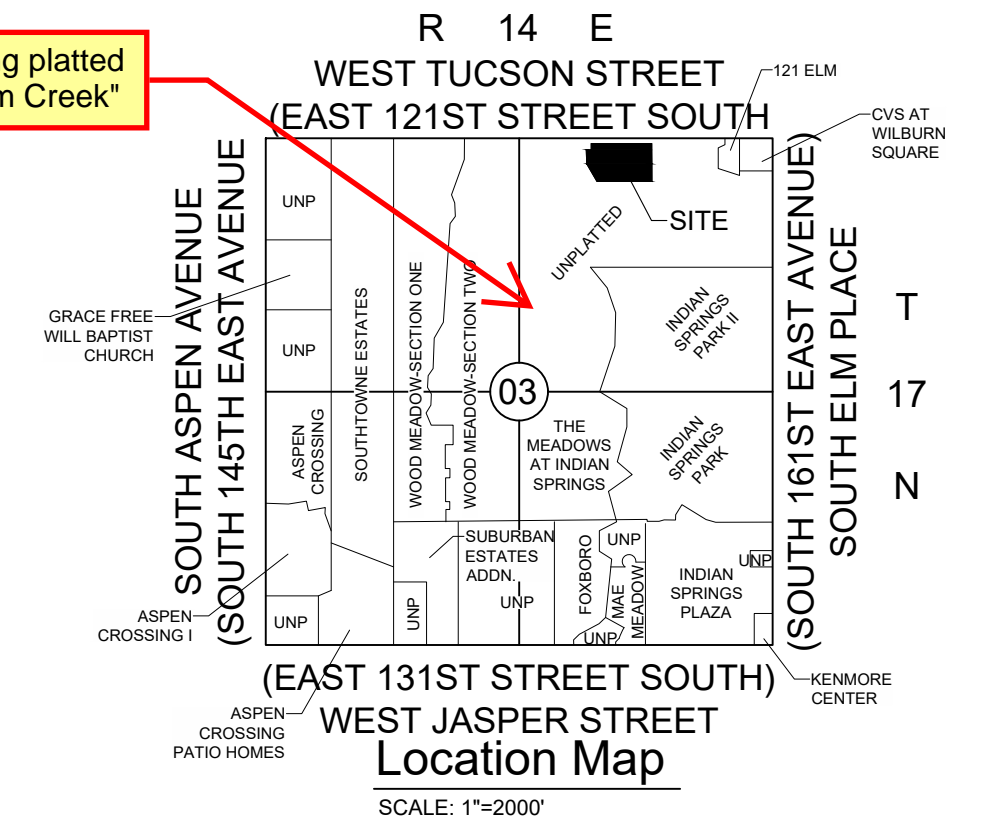 R 14 E
WEST TUCSON STREET
(EAST 121ST STREET SOUTH
platted
Creek"
121 ELM
CVS AT
WILBURN
SQUARE
SITE
UNPLATTED
UNP
GRACE FREE
WILL BAPTIST
CHURCH
UNP
SOUTH ASPEN AVENUE
(SOUTH 145TH EAST AVENUE
SOUTHTOWNE ESTATES
WOOD MEADOW-SECTION ONE
WOOD MEADOW-SECTION TWO
INDIAN
SPRINGS
PARK II
(SOUTH 161ST EAST AVENUE)
SOUTH ELM PLACE
T
17
N
03
ASPEN
CROSSING
THE
MEADOWS
AT INDIAN
SPRINGS
INDIAN
SPRINGS
PARK
SUBURBAN
ESTATES
ADDN.
UNP
UNP
FOXBORO
UNP
MAE
MEADOW
UNP
INDIAN
SPRINGS
PLAZA
UNP
ASPEN
CROSSING I
UNP
KENMORE
CENTER
(EAST 131ST STREET SOUTH)
WEST JASPER STREET
ASPEN
CROSSING
PATIO HOMES
Location Map
SCALE: 1"=2000'